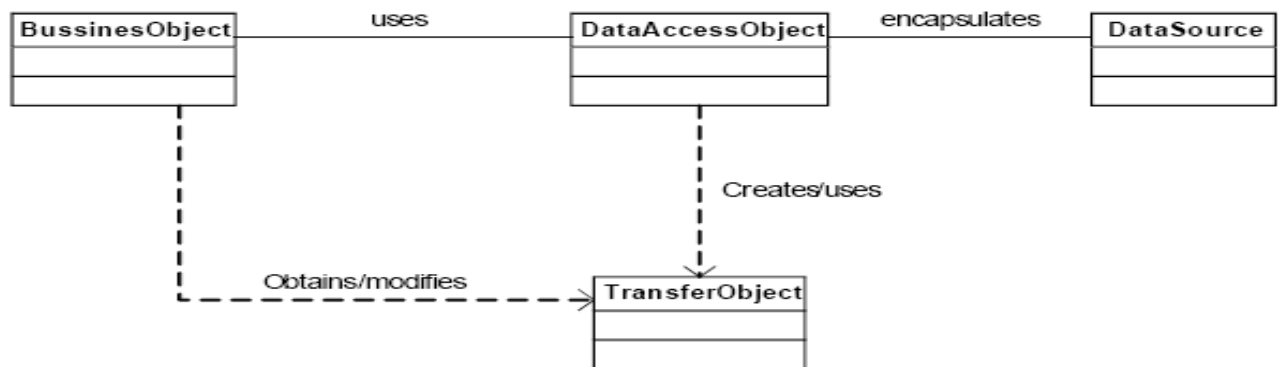 uses
encapsulates
BussinesObject
DataAccessObject
DataSource
Creates/uses
Obtains/modifies
TransferObject